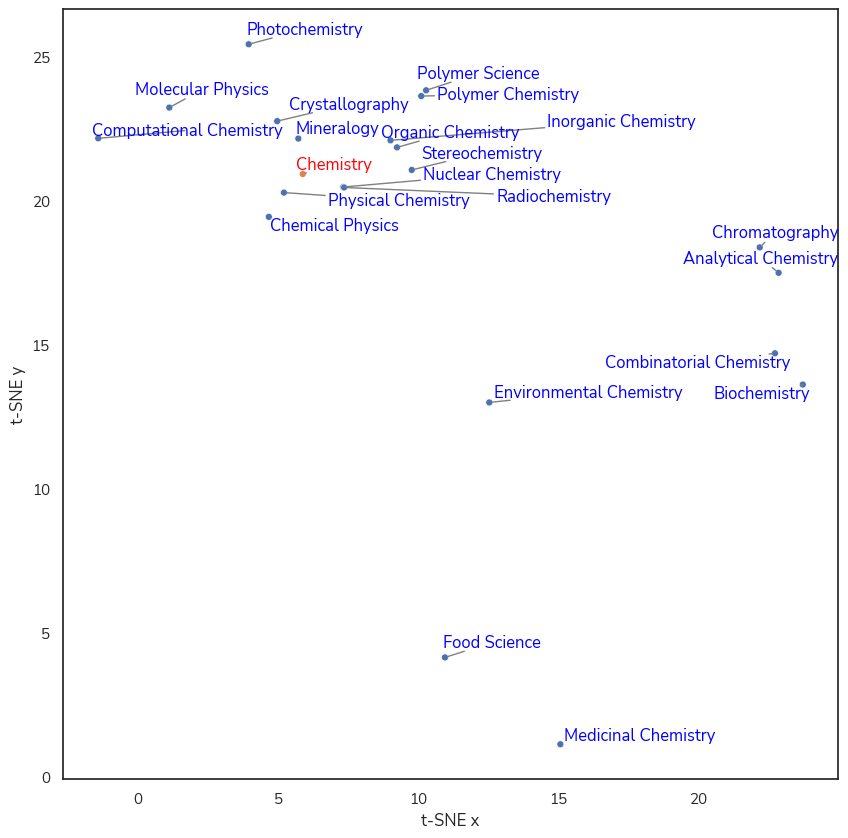 Photochemistry
25
Polymer Science
Molecular Physics
Polymer Chemistry
Crystallography
Inorganic Chemistry
Computational Chemistry
Mineralogy
Organic Chemistry
Stereochemistry
Chemistry
Nuclear Chemistry
Radiochemistry
Physical Chemistry
20
Chemical Physics
Chromatography
Analytical Chemistry
15
Combinatorial Chemistry
Environmental Chemistry
Biochemistry
t-SNE y
10
5
Food Science
Medicinal Chemistry
0
0 5 10 15 20
t-SNE x